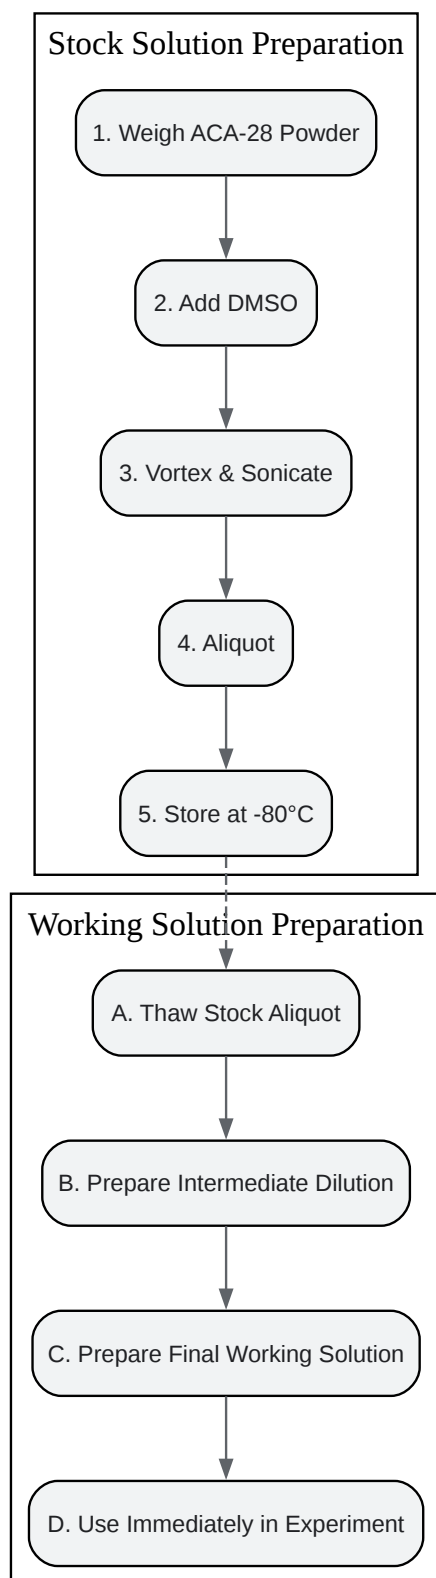 Stock Solution Preparation
1. Weigh ACA-28 Powder
2. Add DMSO
3. Vortex & Sonicate
4. Aliquot
5. Store at -80°C
Working Solution Preparation
A. Thaw Stock Aliquot
B. Prepare Intermediate Dilution
C. Prepare Final Working Solution
D. Use Immediately in Experiment